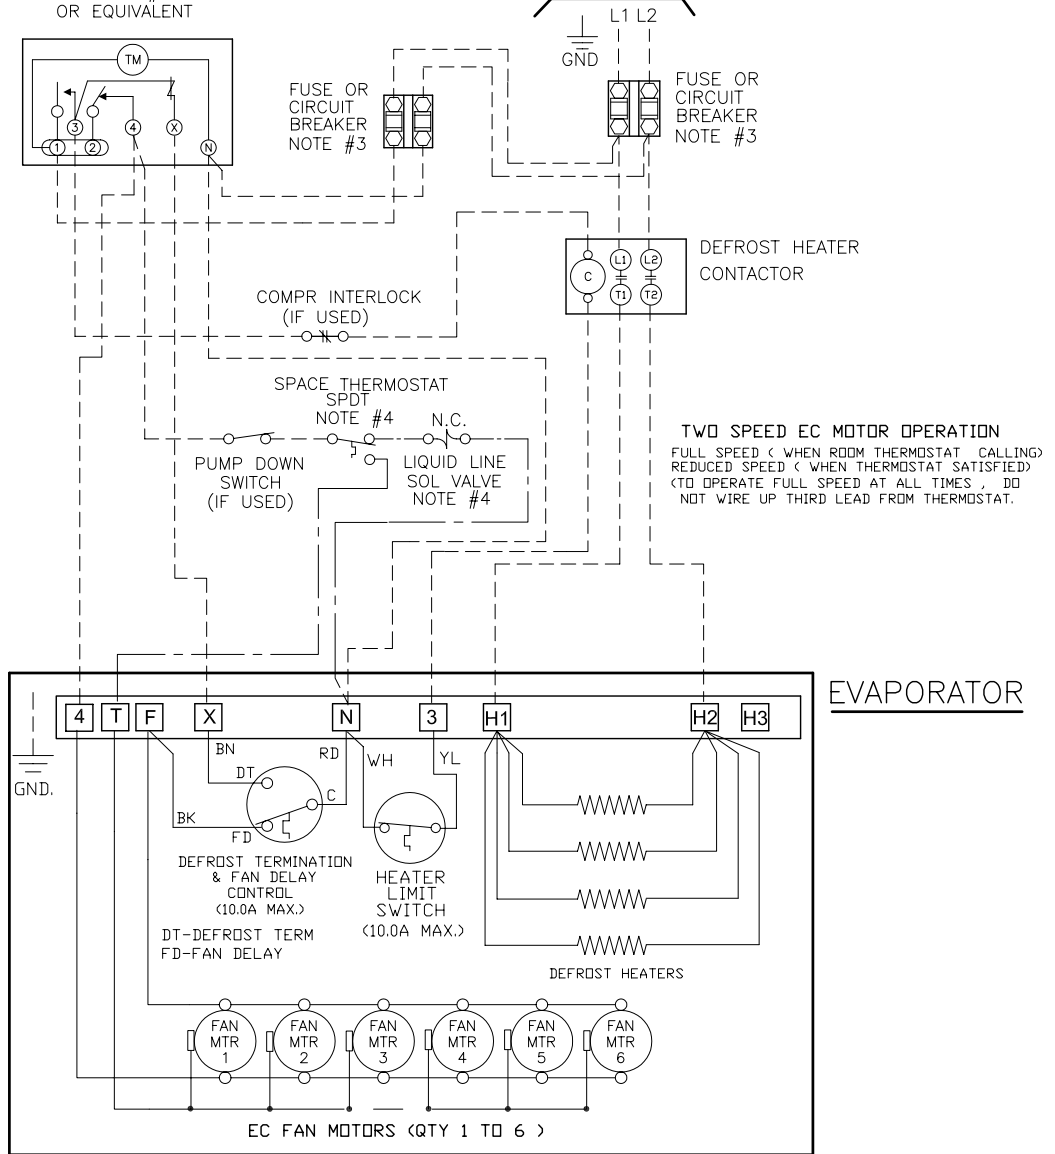 OR EQUIVALENT
L1 L2
GND
TM
3
4
X
1
2
N
FUSE OR
CIRCUIT
BREAKER
NOTE #3
FUSE OR
CIRCUIT
BREAKER
NOTE #3
DEFROST HEATER
CONTACTOR
C
L1
L2
T1
T2
COMPR INTERLOCK
(IF USED)
SPACE THERMOSTAT
SPDT
NOTE #4
N.C.
PUMP DOWN
SWITCH
(IF USED)
LIQUID LINE
SOL VALVE
NOTE #4
TWO SPEED EC MOTOR OPERATION
FULL SPEED ( WHEN ROOM THERMOSTAT CALLING)
REDUCED SPEED ( WHEN THERMOSTAT SATISFIED)
(TO OPERATE FULL SPEED AT ALL TIMES , DO
NOT WIRE UP THIRD LEAD FROM THERMOSTAT.
EVAPORATOR
4
T
F
X
N
3
H1
H2
H3
GND.
BN
RD
WH
YL
DT
C
BK
FD
DEFROST TERMINATION
& FAN DELAY
CONTROL
(10.0A MAX.)
DT-DEFROST TERM
FD-FAN DELAY
HEATER
LIMIT
SWITCH
(10.0A MAX.)
DEFROST HEATERS
FAN
MTR
1
FAN
MTR
2
FAN
MTR
3
FAN
MTR
4
FAN
MTR
5
FAN
MTR
6
EC FAN MOTORS (QTY 1 TO 6 )